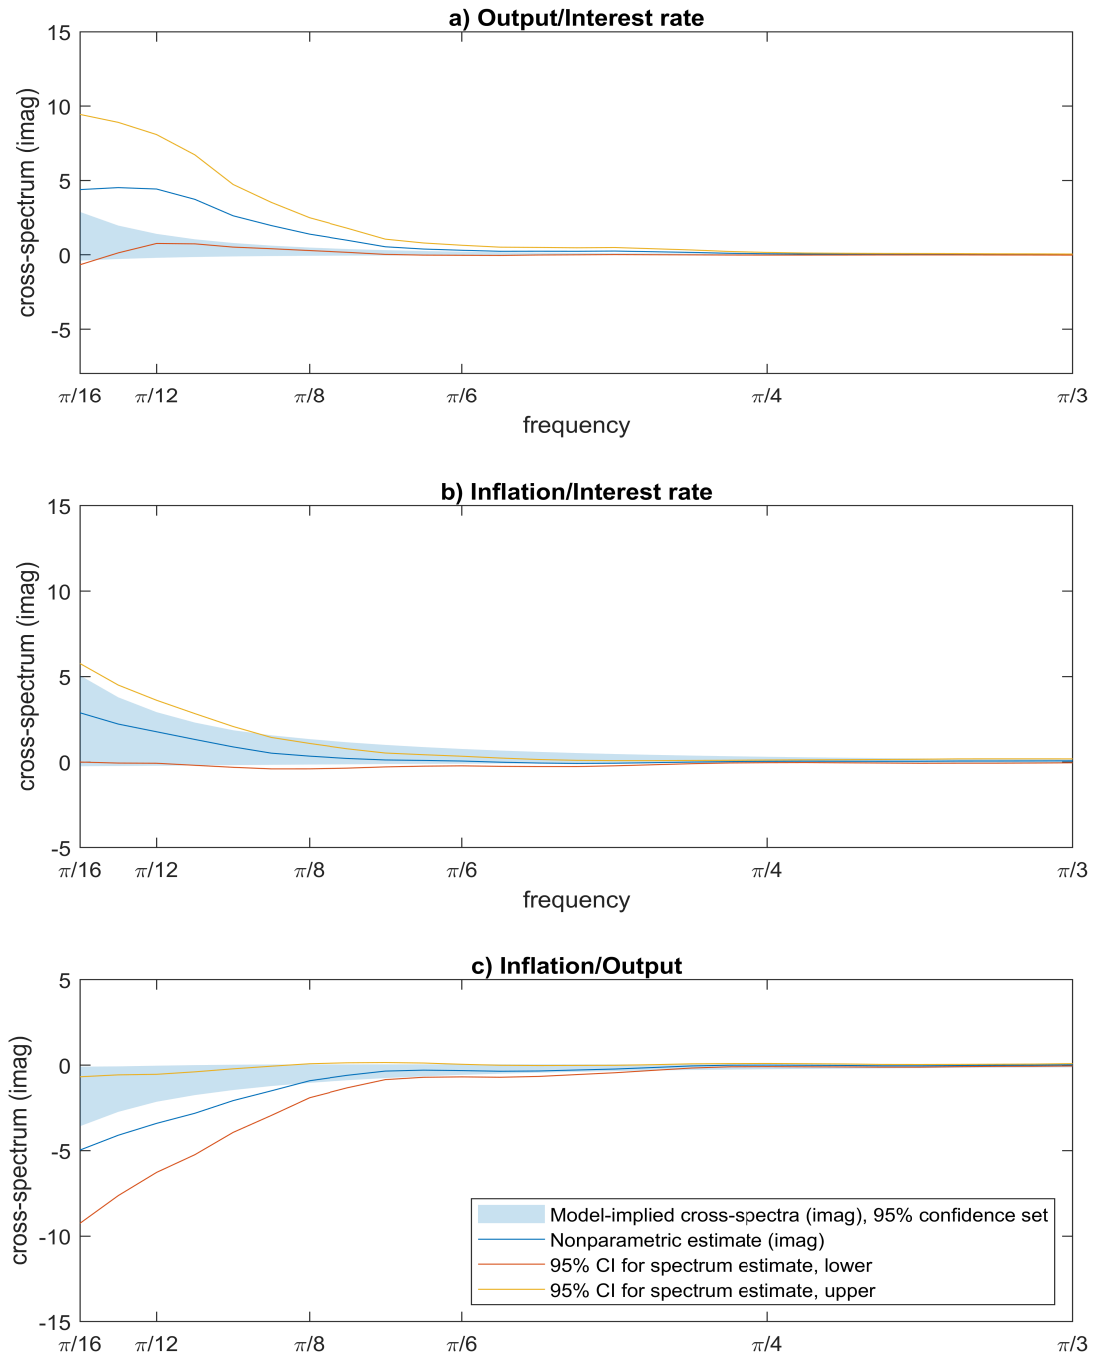 a) Output/Interest rate
15
10
5
0
-5
cross-spectrum (imag)
π/16 π/12 π/8 π/6 π/4 π/3
frequency
b) Inflation/Interest rate
15
10
5
0
-5
cross-spectrum (imag)
π/16 π/12 π/8 π/6 π/4 π/3
frequency
c) Inflation/Output
5
0
-5
-10
-15
cross-spectrum (imag)
Model-implied cross-spectra (imag), 95% confidence set
Nonparametric estimate (imag)
95% CI for spectrum estimate, lower
95% CI for spectrum estimate, upper
π/16 π/12 π/8 π/6 π/4 π/3